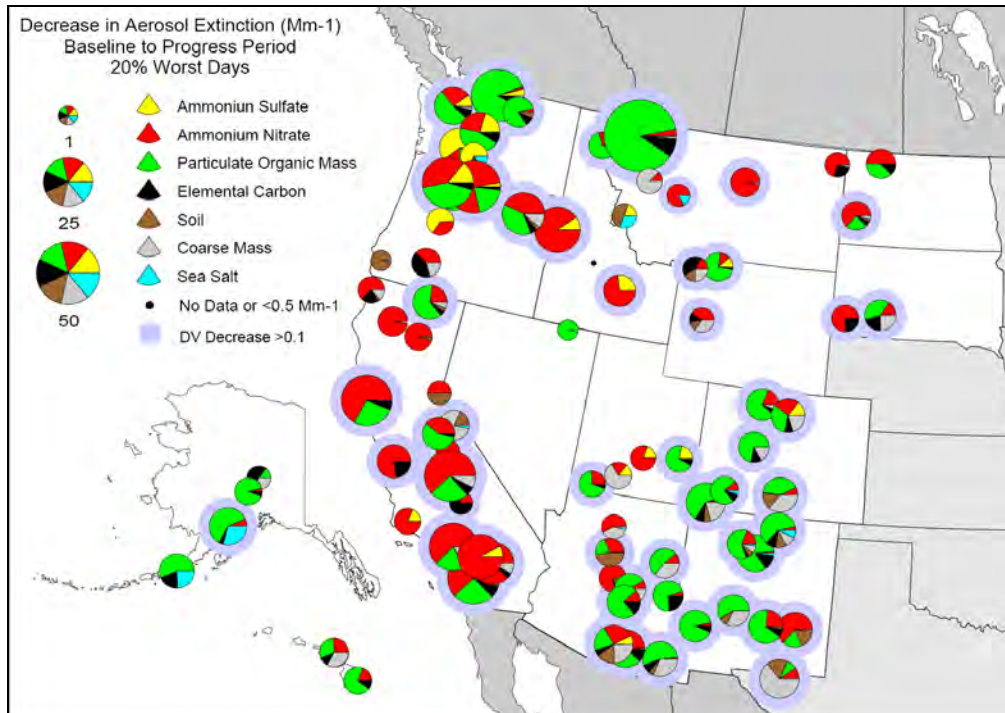 Decrease in Aerosol Extinction (Mm-1)
Baseline to Progress Period
20% Worst Days
Ammoniun Sulfate
1
Ammonium Nitrate
Particulate Organic Mass
Elemental Carbon
25
Soil
Coarse Mass
Sea Salt
50
No Data or <0.5 Mm-1
DV Decrease >0.1